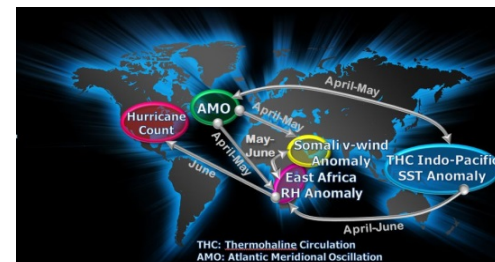 April-May
Hurricane
Count
AMO
April-May
April-May
May-
June
Somali v-wind
Anomaly
THC Indo-Pacific
SST Anomaly
East Africa
RH Anomaly
June
April-June
THC: Thermohaline Circulation
AMO: Atlantic Meridional Oscillation